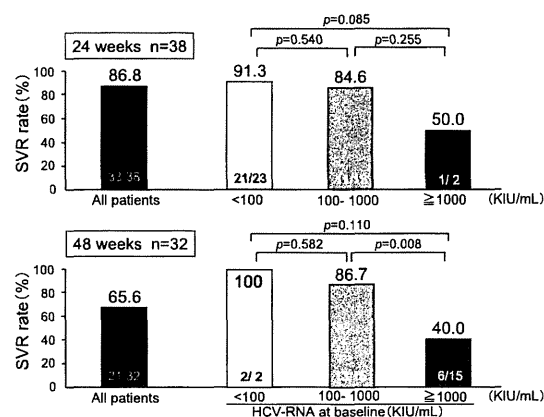 p=0.085
24 weeks n=38
p=0.540
p=0.255
SVR rate(%)
100
80
60
40
20
0
86.8
91.3
84.6
50.0
33/38
21/23
1/2
All patients
<100
100- 1000
≧1000
(KIU/mL)
p=0.110
48 weeks n=32
p=0.582
p=0.008
SVR rate(%)
100
80
60
40
20
0
65.6
100
86.7
40.0
21/32
2/2
6/15
All patients
<100
100- 1000
≧1000
HCV-RNA at baseline(KIU/mL)